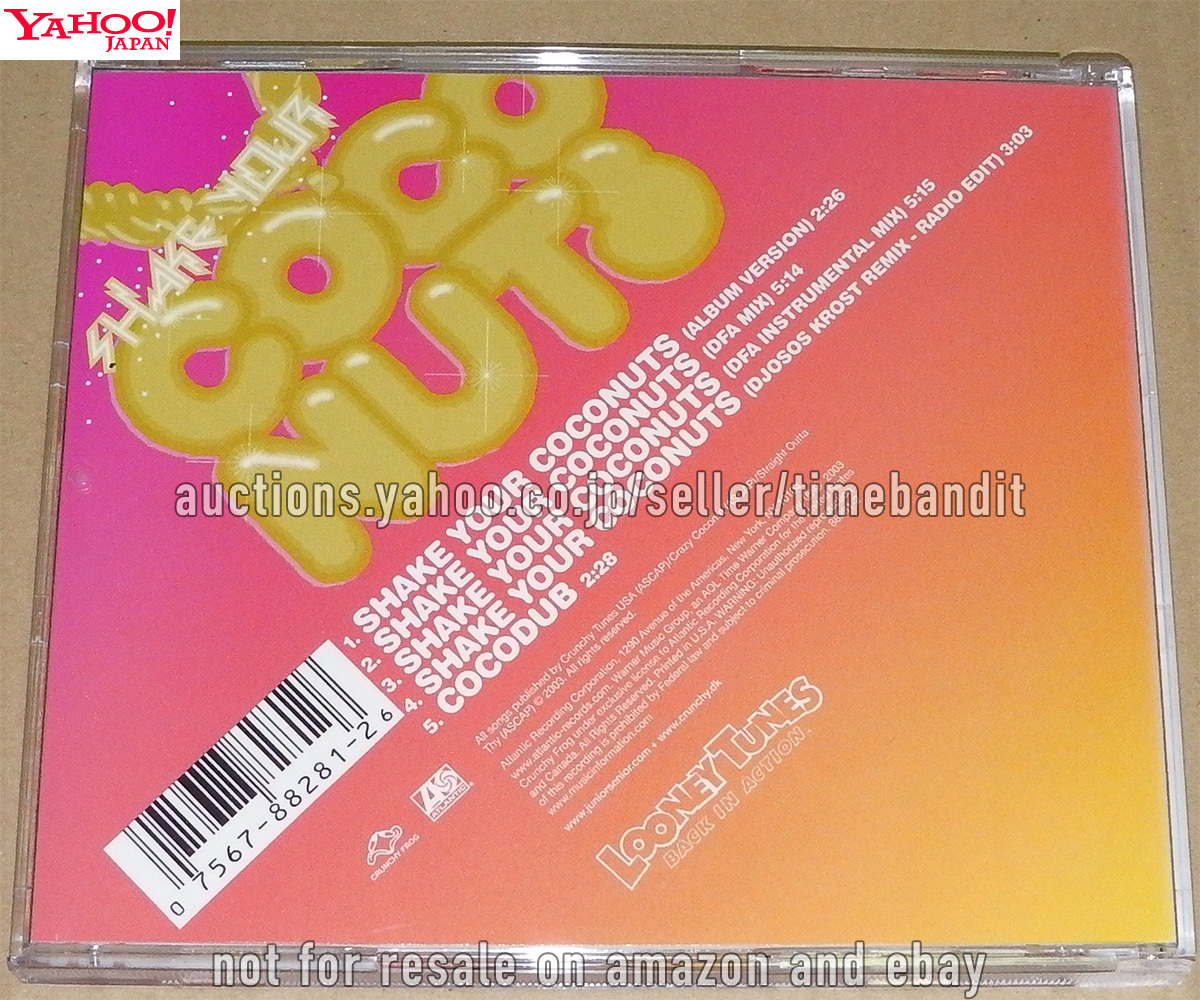 YAHOO!
JAPAN
SHAKE YOUR
COCO
NUTS
1. SHAKE YOUR COCONUTS (ALBUM VERSION) 2:26
2. SHAKE YOUR COCONUTS (DFA MIX) 5:14
3. SHAKE YOUR COCONUTS (DFA INSTRUMENTAL MIX) 5:15
4. SHAKE YOUR COCONUTS (DJOSOS KROST REMIX - RADIO EDIT) 3:03
5. COCODUB 2:28
auctions.yahoo.co.jp/seller/timebandit
All songs published by Crunchy Tunes USA (ASCAP)/Crazy /Straight Outta
Thy (ASCAP) © 2003. All rights reserved.
Atlantic Recording Corporation, 1290 Avenue of the Americas, New York, 2003
www.atlantic-records.com. Warner Music Group, an AOL Time Warner Company.
Crunchy Frog under exclusive license to Atlantic Recording Corporation for the United States
and Canada. All Rights Reserved. Printed in U.S.A. WARNING: Unauthorized reproduction
of this recording is prohibited by Federal law and subject to criminal prosecution.
www.musicinformation.com
www.juniorsenior.com + www.crunchy.dk
0 7567-88281-2 6
CRUNCHY FROG
ATLANTIC
LOONEY TUNES
BACK IN ACTION
not for resale on amazon and ebay